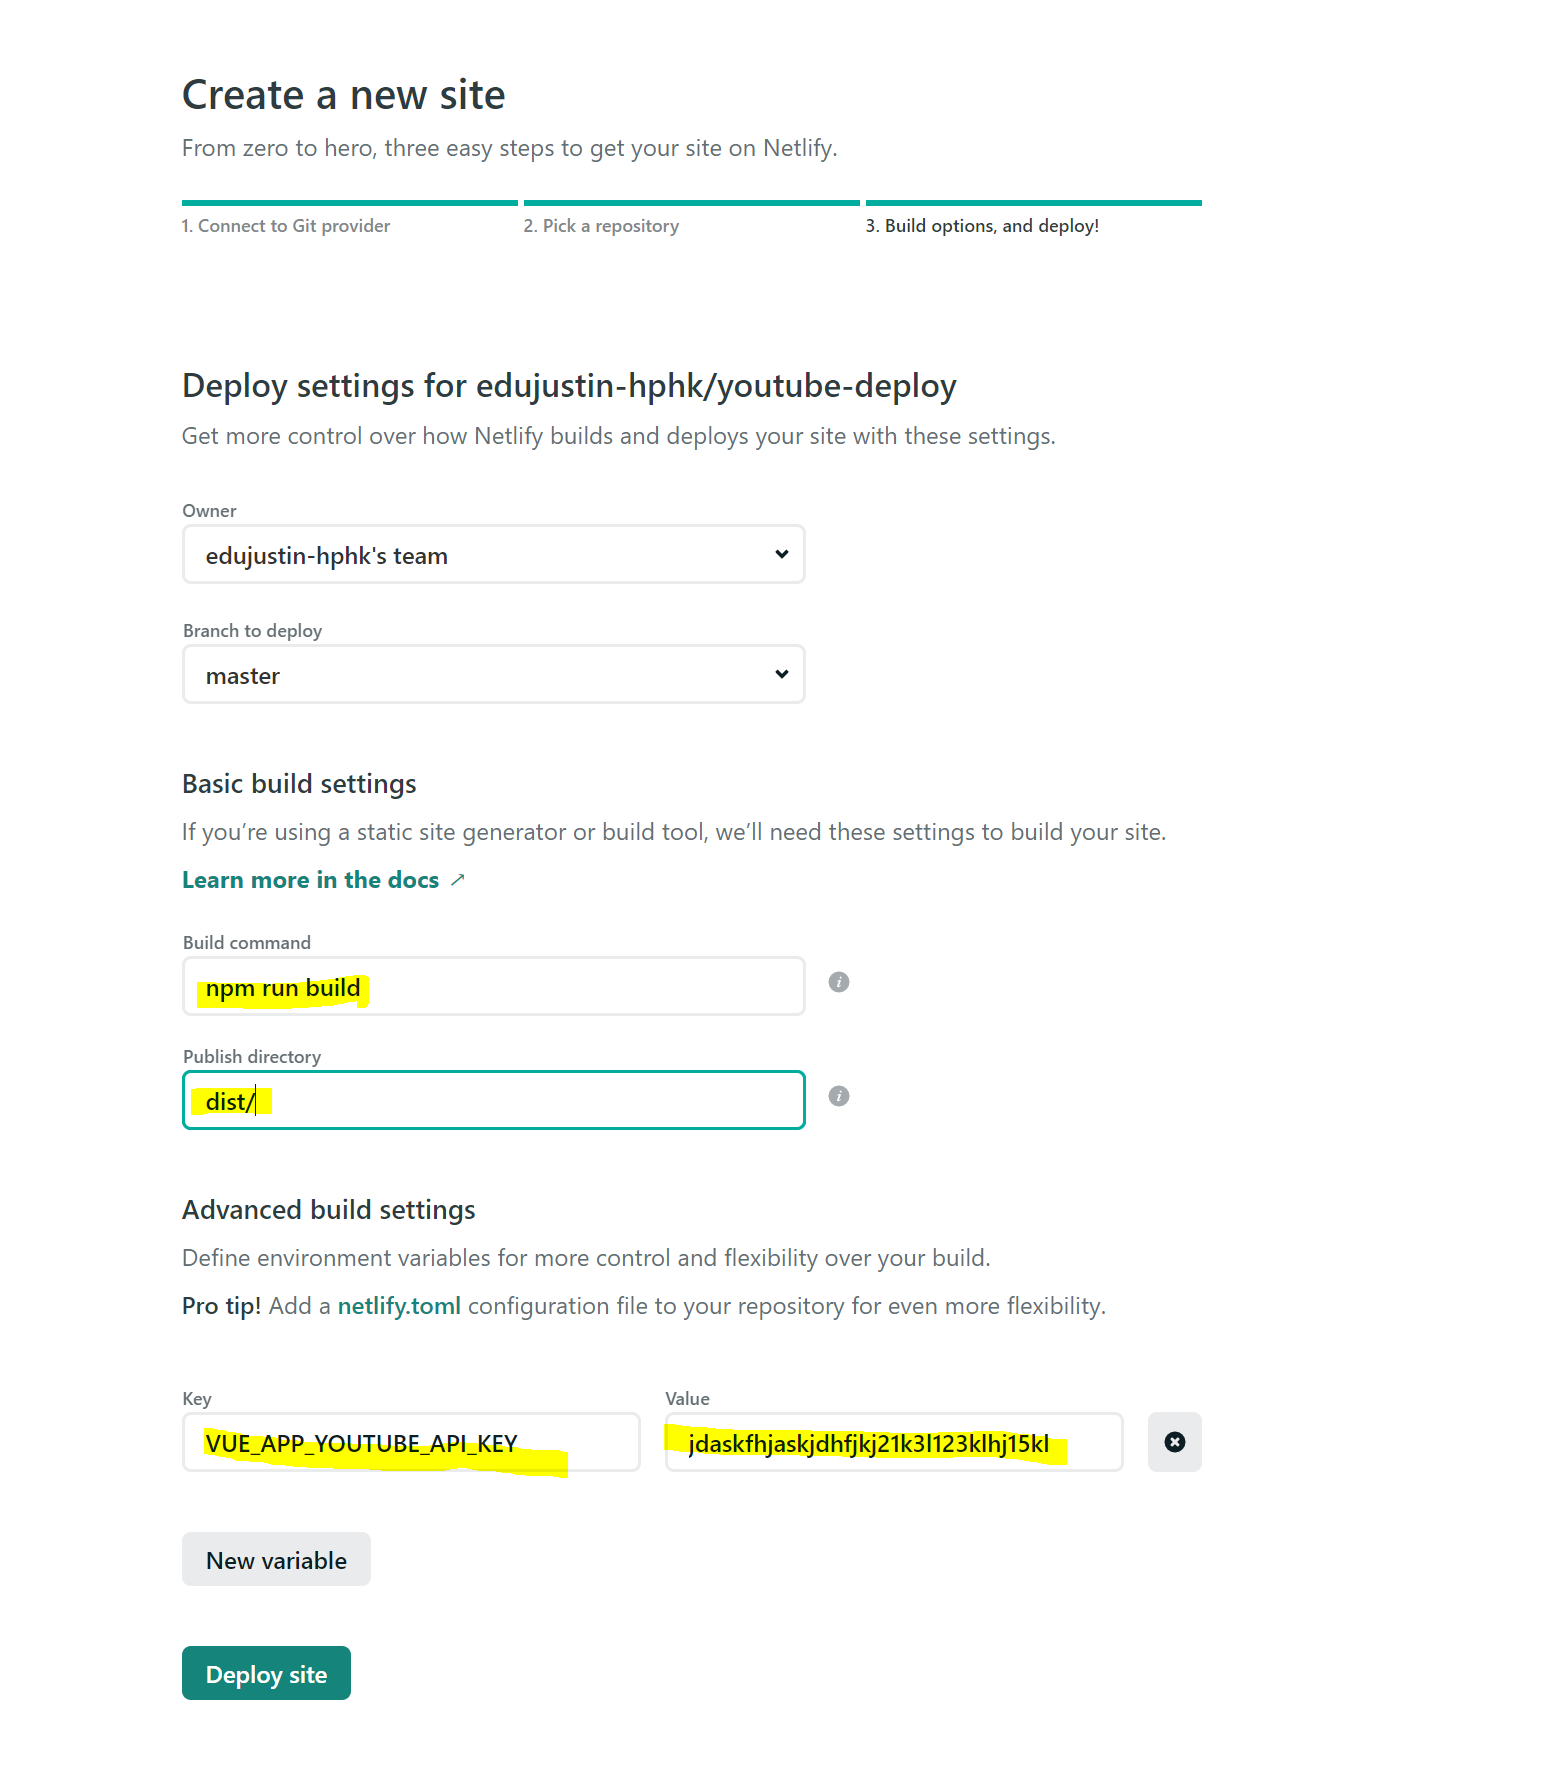 Create a new site
From zero to hero, three easy steps to get your site on Netlify.
1. Connect to Git provider
2. Pick a repository
3. Build options, and deploy!
Deploy settings for edujustin-hphk/youtube-deploy
Get more control over how Netlify builds and deploys your site with these settings.
Owner
edujustin-hphk's team
Branch to deploy
master
Basic build settings
If you’re using a static site generator or build tool, we’ll need these settings to build your site.
Learn more in the docs ↗
Build command
npm run build
Publish directory
dist/
Advanced build settings
Define environment variables for more control and flexibility over your build.
Pro tip! Add a netlify.toml configuration file to your repository for even more flexibility.
Key
Value
VUE_APP_YOUTUBE_API_KEY
jdaskfhjaskjdhfjkj21k3l123klhj15kl
New variable
Deploy site